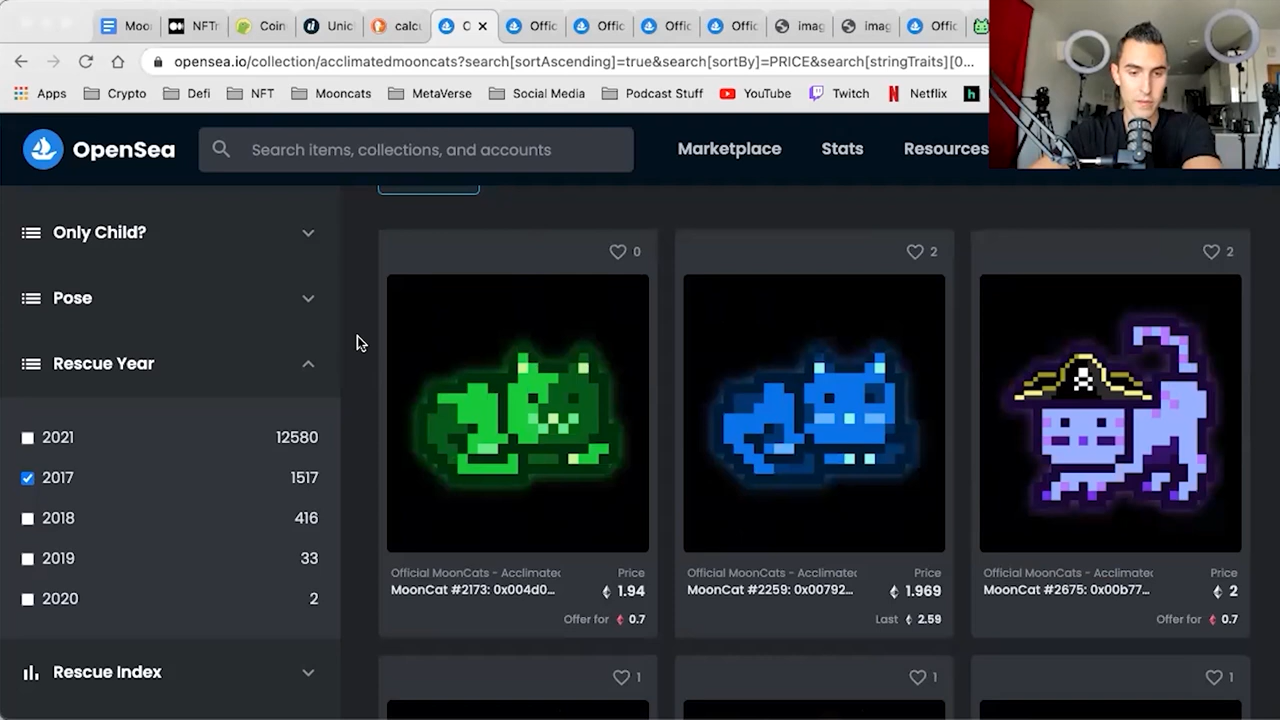 Moo
NFTr
Coin
Unic
calcu
O
Offic
Offic
Offic
Offic
imag
imag
Offic
opensea.io/collection/acclimatedmooncats?search[sortAscending]=true&search[sortBy]=PRICE&search[stringTraits][0...
Apps Crypto Defi NFT Mooncats MetaVerse Social Media Podcast Stuff YouTube Twitch Netflix h
OpenSea Search items, collections, and accounts Marketplace Stats Resources
Only Child?
Pose
Rescue Year
2021 12580
2017 1517
2018 416
2019 33
2020 2
Rescue Index
0
2
2
Official MoonCats - Acclimated Price
MoonCat #2173: 0x004d0... 1.94
Offer for 0.7
Official MoonCats - Acclimated Price
MoonCat #2259: 0x00792... 1.969
Last 2.59
Official MoonCats - Acclimated Price
MoonCat #2675: 0x00b77... 2
Offer for 0.7
1
1
1